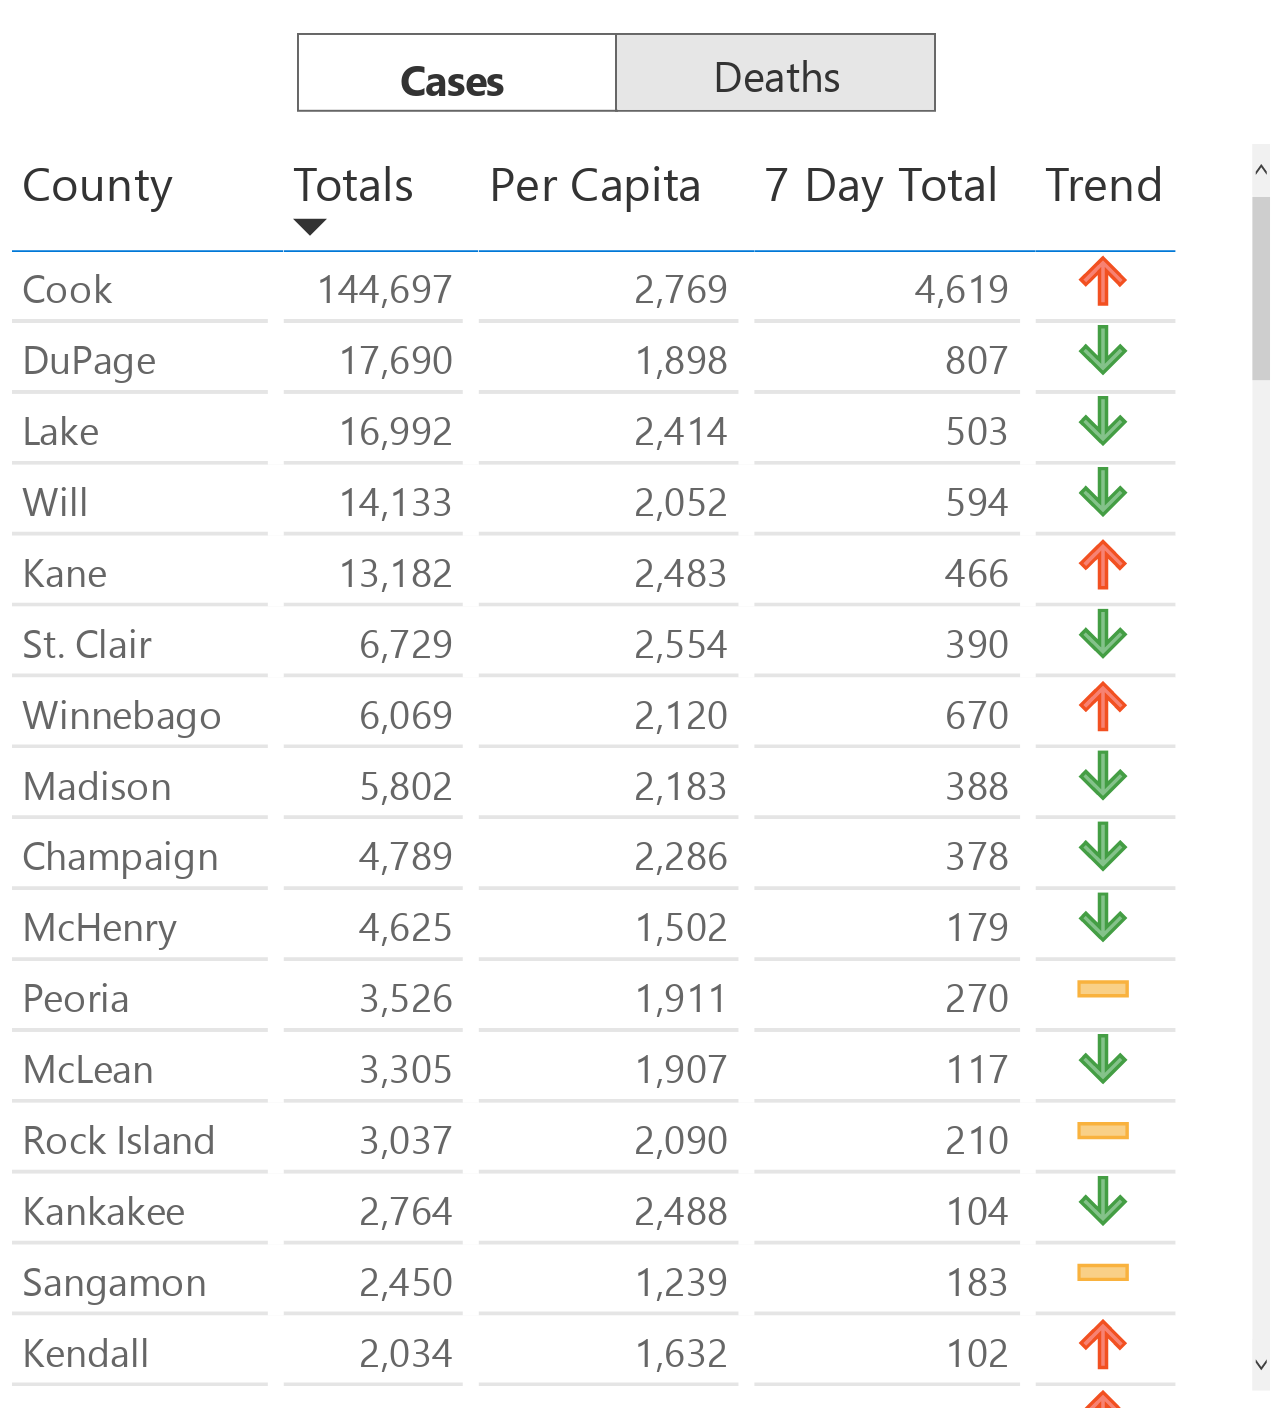 Cases Deaths
County Totals Per Capita 7 Day Total Trend
Cook 144,697 2,769 4,619
DuPage 17,690 1,898 807
Lake 16,992 2,414 503
Will 14,133 2,052 594
Kane 13,182 2,483 466
St. Clair 6,729 2,554 390
Winnebago 6,069 2,120 670
Madison 5,802 2,183 388
Champaign 4,789 2,286 378
McHenry 4,625 1,502 179
Peoria 3,526 1,911 270
McLean 3,305 1,907 117
Rock Island 3,037 2,090 210
Kankakee 2,764 2,488 104
Sangamon 2,450 1,239 183
Kendall 2,034 1,632 102